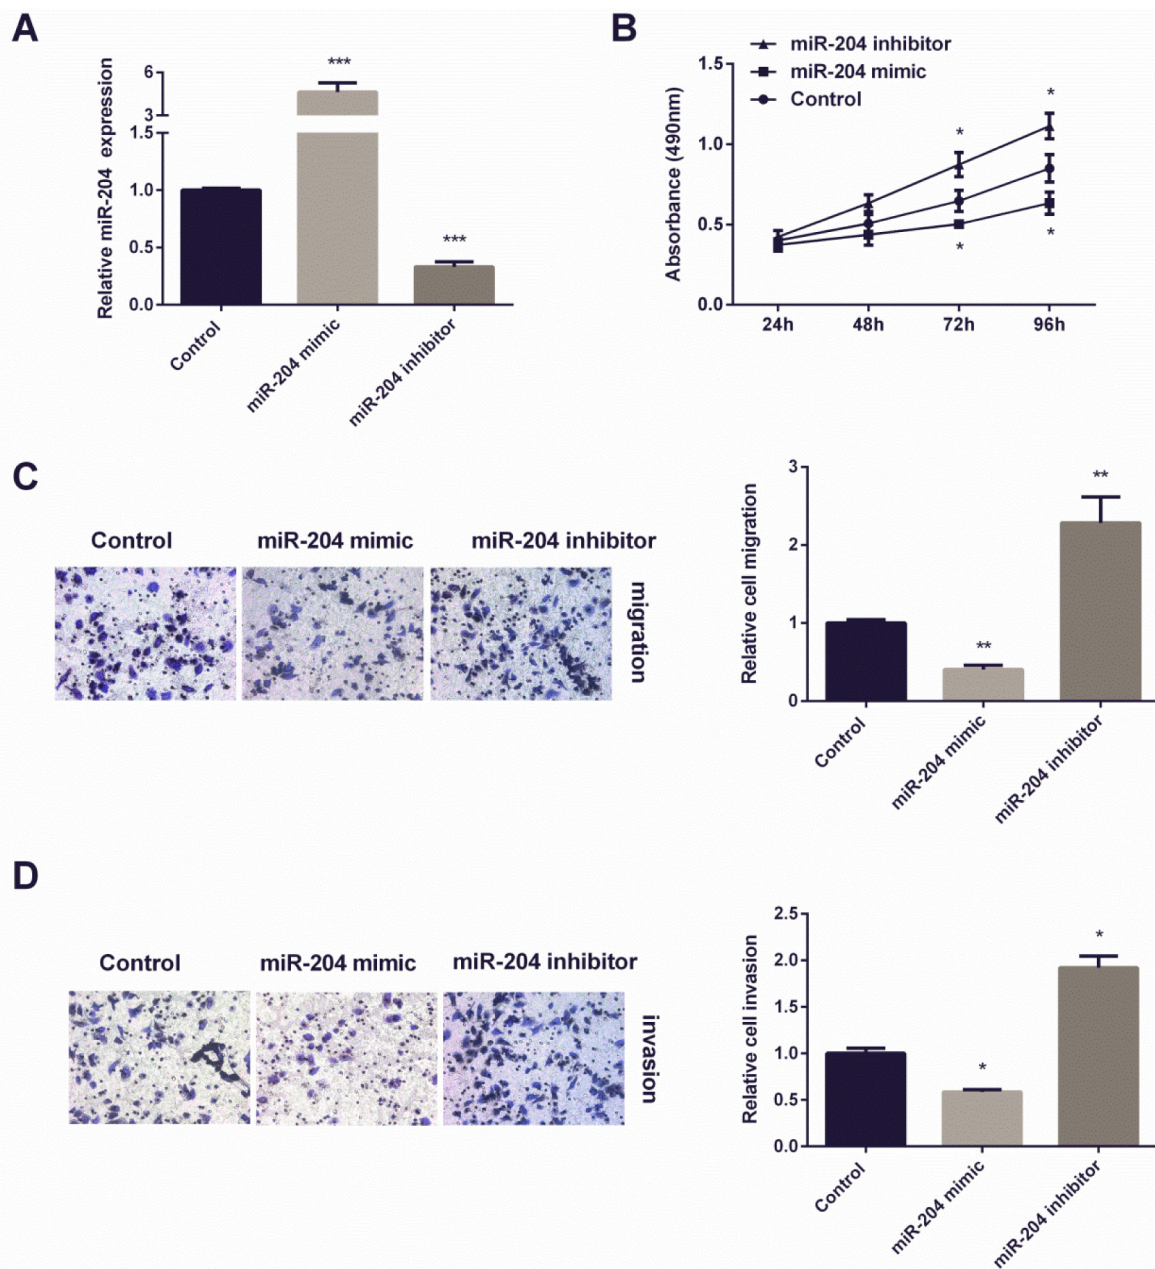 A
Relative miR-204 expression
6
3
1.5
1.0
0.5
0.0
***
***
Control
miR-204 mimic
miR-204 inhibitor
B
miR-204 inhibitor
miR-204 mimic
Control
Absorbance (490nm)
1.5
1.0
0.5
0.0
*
*
*
*
24h
48h
72h
96h
C
Control
miR-204 mimic
miR-204 inhibitor
migration
Relative cell migration
3
2
1
0
**
**
Control
miR-204 mimic
miR-204 inhibitor
D
Control
miR-204 mimic
miR-204 inhibitor
invasion
Relative cell invasion
2.5
2.0
1.5
1.0
0.5
0.0
*
*
Control
miR-204 mimic
miR-204 inhibitor